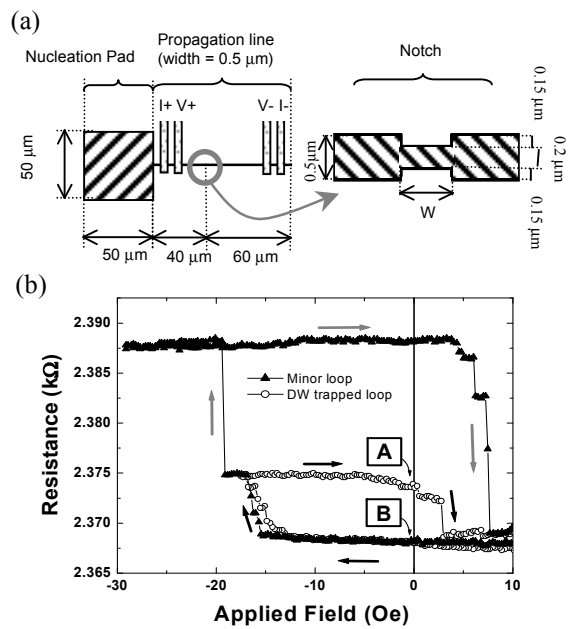 (a)
Nucleation Pad
Propagation line
(width = 0.5 μm)
Notch
I+ V+
V- I-
50 μm
50 μm
40 μm
60 μm
0.5μm
W
0.15 μm
0.2 μm
0.15 μm
(b)
Resistance (kΩ)
2.390
2.385
2.380
2.375
2.370
2.365
Minor loop
DW trapped loop
A
B
-30
-20
-10
0
10
Applied Field (Oe)